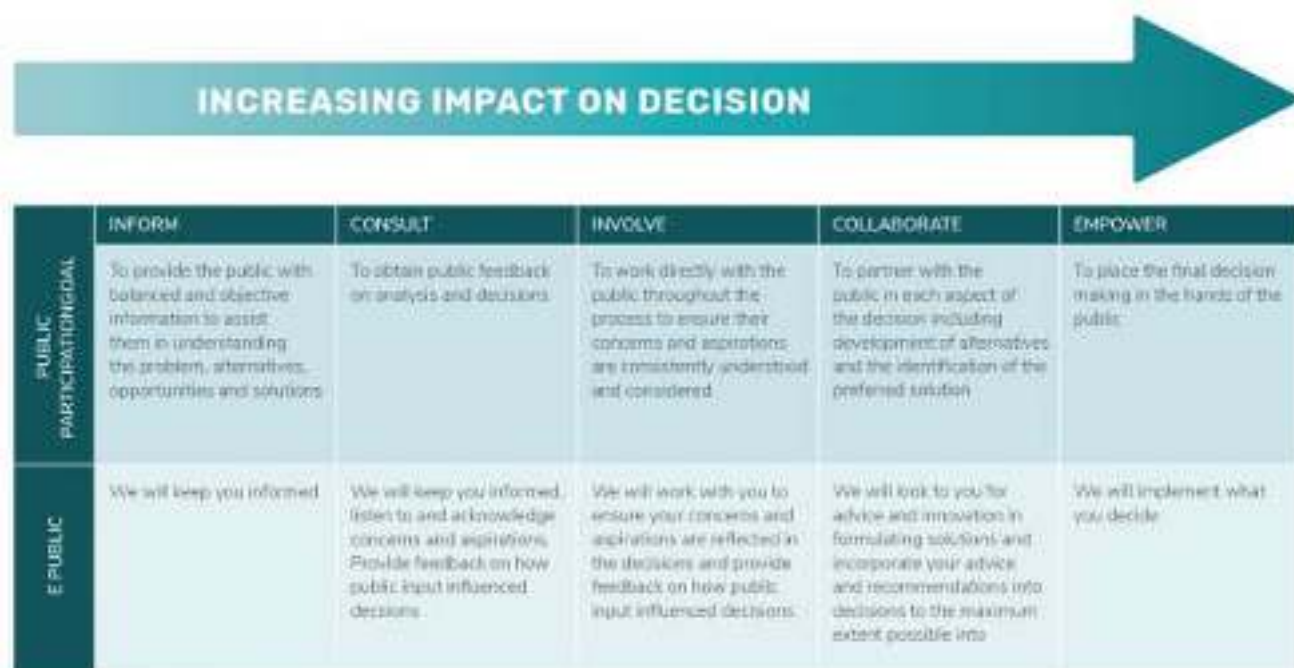 INCREASING IMPACT ON DECISION
INFORM
CONSULT
INVOLVE
COLLABORATE
EMPOWER
PUBLIC
PARTICIPATIONGOAL
To provide the public with
balanced and objective
information to assist
them in understanding
the problem, alternatives,
opportunities and solutions
To obtain public feedback
on analysis and decisions
To work directly with the
public throughout the
process to ensure their
concerns and aspirations
are consistently understood
and considered
To partner with the
public in each aspect of
the decision including
development of alternatives
and the identification of the
preferred solution
To place the final decision
making in the hands of the
public
E PUBLIC
We will keep you informed
We will keep you informed,
listen to and acknowledge
concerns and aspirations.
Provide feedback on how
public input influenced
decisions
We will work with you to
ensure your concerns and
aspirations are reflected in
the decisions and provide
feedback on how public
input influenced decisions
We will look to you for
advice and innovation in
formulating solutions and
incorporate your advice
and recommendations into
decisions to the maximum
extent possible into
We will implement what
you decide